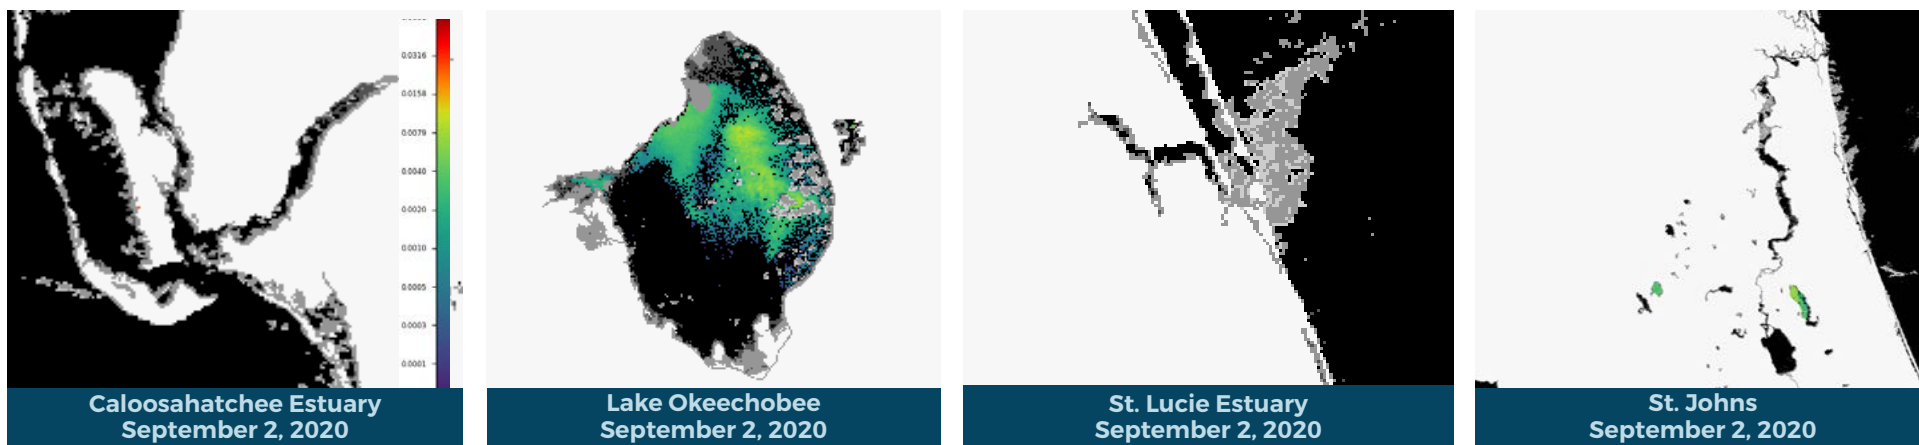 0.0316
0.0158
0.0079
0.0040
0.0020
0.0010
0.0005
0.0003
0.0001
Caloosahatchee Estuary
September 2, 2020
Lake Okeechobee
September 2, 2020
St. Lucie Estuary
September 2, 2020
St. Johns
September 2, 2020